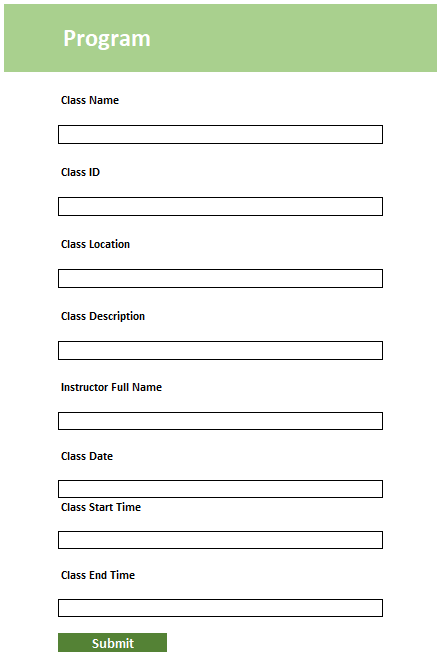 Program
Class Name
Class ID
Class Location
Class Description
Instructor Full Name
Class Date
Class Start Time
Class End Time
Submit